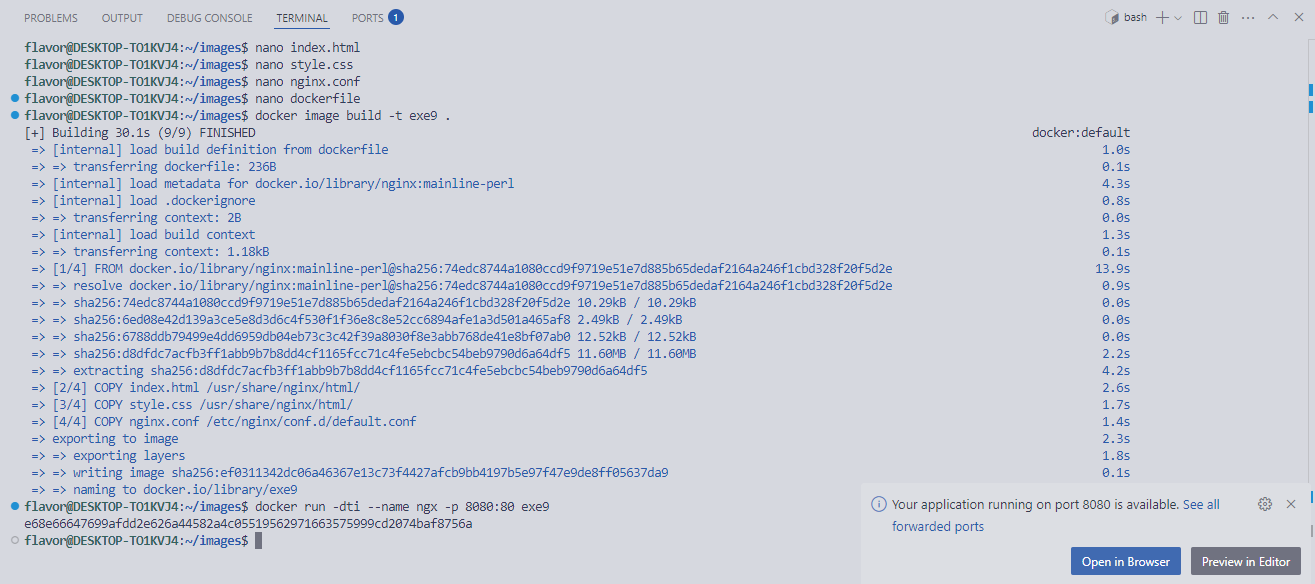 PROBLEMS OUTPUT DEBUG CONSOLE TERMINAL PORTS 1 bash
flavor@DESKTOP-TO1KVJ4:~/images$ nano index.html
flavor@DESKTOP-TO1KVJ4:~/images$ nano style.css
flavor@DESKTOP-TO1KVJ4:~/images$ nano nginx.conf
flavor@DESKTOP-TO1KVJ4:~/images$ nano dockerfile
flavor@DESKTOP-TO1KVJ4:~/images$ docker image build -t exe9 .
[+] Building 30.1s (9/9) FINISHED docker:default
=> [internal] load build definition from dockerfile 1.0s
=> => transferring dockerfile: 236B 0.1s
=> [internal] load metadata for docker.io/library/nginx:mainline-perl 4.3s
=> [internal] load .dockerignore 0.8s
=> => transferring context: 2B 0.0s
=> [internal] load build context 1.3s
=> => transferring context: 1.18kB 0.1s
=> [1/4] FROM docker.io/library/nginx:mainline-perl@sha256:74edc8744a1080ccd9f9719e51e7d885b65dedaf2164a246f1cbd328f20f5d2e 13.9s
=> => resolve docker.io/library/nginx:mainline-perl@sha256:74edc8744a1080ccd9f9719e51e7d885b65dedaf2164a246f1cbd328f20f5d2e 0.9s
=> => sha256:74edc8744a1080ccd9f9719e51e7d885b65dedaf2164a246f1cbd328f20f5d2e 10.29kB / 10.29kB 0.0s
=> => sha256:6ed08e42d139a3ce5e8d3d6c4f530f1f36e8c8e52cc6894afe1a3d501a465af8 2.49kB / 2.49kB 0.0s
=> => sha256:6788ddb79499e4dd6959db04eb73c3c42f39a8030f8e3abb768de41e8bf07ab0 12.52kB / 12.52kB 0.0s
=> => sha256:d8dfdc7acfb3ff1abb9b7b8dd4cf1165fcc71c4fe5ebcbc54beb9790d6a64df5 11.60MB / 11.60MB 2.2s
=> => extracting sha256:d8dfdc7acfb3ff1abb9b7b8dd4cf1165fcc71c4fe5ebcbc54beb9790d6a64df5 4.2s
=> [2/4] COPY index.html /usr/share/nginx/html/ 2.6s
=> [3/4] COPY style.css /usr/share/nginx/html/ 1.7s
=> [4/4] COPY nginx.conf /etc/nginx/conf.d/default.conf 1.4s
=> exporting to image 2.3s
=> => exporting layers 1.8s
=> => writing image sha256:ef0311342dc06a46367e13c73f4427afcb9bb4197b5e97f47e9de8ff05637da9 0.1s
=> => naming to docker.io/library/exe9
flavor@DESKTOP-TO1KVJ4:~/images$ docker run -dti --name ngx -p 8080:80 exe9
e68e66647699afdd2e626a44582a4c05519562971663575999cd2074baf8756a
flavor@DESKTOP-TO1KVJ4:~/images$
Your application running on port 8080 is available. See all
forwarded ports
Open in Browser Preview in Editor